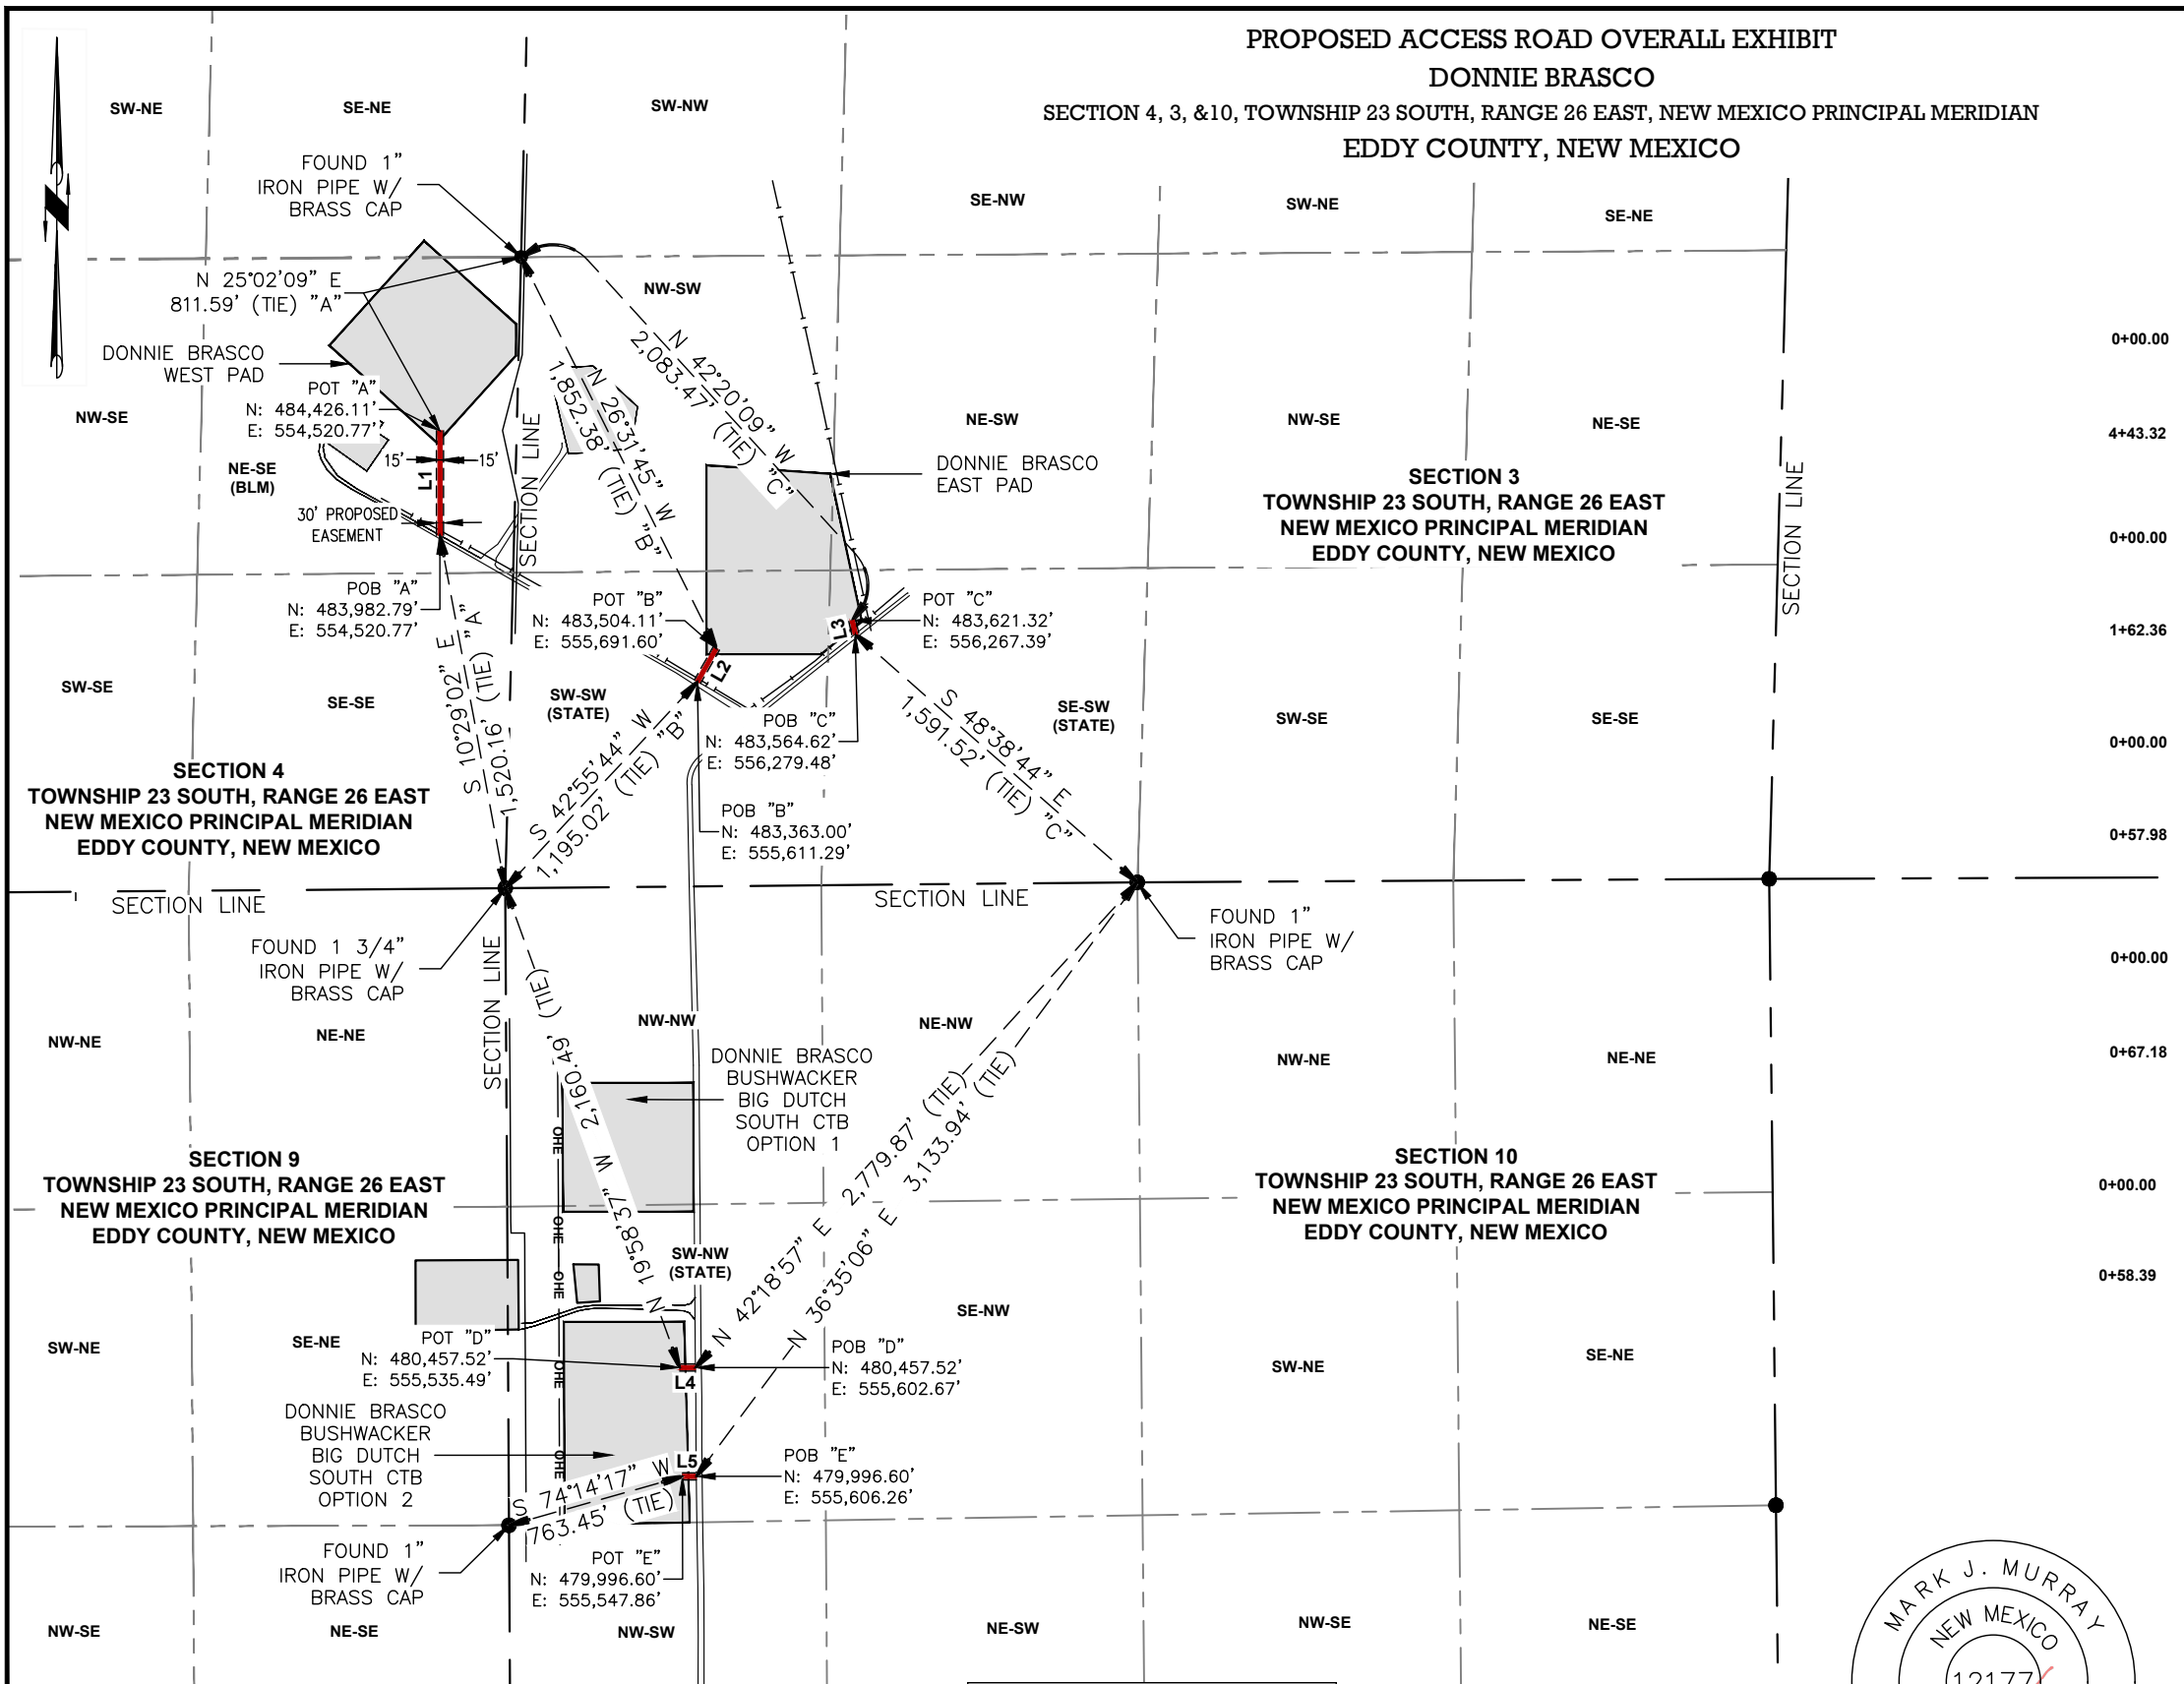 PROPOSED ACCESS ROAD OVERALL EXHIBIT
DONNIE BRASCO
SECTION 4, 3, &10, TOWNSHIP 23 SOUTH, RANGE 26 EAST, NEW MEXICO PRINCIPAL MERIDIAN
EDDY COUNTY, NEW MEXICO
SW-NE
SE-NE
SW-NW
SE-NW
SW-NE
SE-NE
FOUND 1"
IRON PIPE W/
BRASS CAP
N 25°02'09" E
811.59' (TIE) "A"
DONNIE BRASCO
WEST PAD
POT "A"
N: 484,426.11'
E: 554,520.77'
NW-SE
NE-SE
(BLM)
15'
15'
L1
30' PROPOSED
EASEMENT
SECTION LINE
NW-SW
N 26°31'45" W
1,852.38' (TIE) "B"
N 42°20'09" W
2,083.47' (TIE) "C"
NE-SW
NW-SE
NE-SE
DONNIE BRASCO
EAST PAD
SECTION 3
TOWNSHIP 23 SOUTH, RANGE 26 EAST
NEW MEXICO PRINCIPAL MERIDIAN
EDDY COUNTY, NEW MEXICO
SECTION LINE
0+00.00
4+43.32
0+00.00
1+62.36
0+00.00
0+57.98
0+00.00
0+67.18
0+00.00
0+58.39
POB "A"
N: 483,982.79'
E: 554,520.77'
POT "B"
N: 483,504.11'
E: 555,691.60'
L3
POT "C"
N: 483,621.32'
E: 556,267.39'
L2
SW-SE
SE-SE
S 10°29'02" E
1,520.16' (TIE) "A"
SW-SW
(STATE)
S 42°55'44" W
1,195.02' (TIE) "B"
POB "C"
N: 483,564.62'
E: 556,279.48'
SE-SW
(STATE)
S 48°38'44" E
1,591.52' (TIE) "C"
SW-SE
SE-SE
POB "B"
N: 483,363.00'
E: 555,611.29'
SECTION 4
TOWNSHIP 23 SOUTH, RANGE 26 EAST
NEW MEXICO PRINCIPAL MERIDIAN
EDDY COUNTY, NEW MEXICO
SECTION LINE
SECTION LINE
FOUND 1 3/4"
IRON PIPE W/
BRASS CAP
FOUND 1"
IRON PIPE W/
BRASS CAP
SECTION LINE
NW-NE
NE-NE
NW-NW
NE-NW
NW-NE
NE-NE
N 19°58'37" W 2,160.49' (TIE)
DONNIE BRASCO
BUSHWACKER
BIG DUTCH
SOUTH CTB
OPTION 1
N 42°18'57" E 2,779.87' (TIE)
N 36°35'06" E 3,133.94' (TIE)
OHE
OHE
OHE
OHE
OHE
SECTION 9
TOWNSHIP 23 SOUTH, RANGE 26 EAST
NEW MEXICO PRINCIPAL MERIDIAN
EDDY COUNTY, NEW MEXICO
SECTION 10
TOWNSHIP 23 SOUTH, RANGE 26 EAST
NEW MEXICO PRINCIPAL MERIDIAN
EDDY COUNTY, NEW MEXICO
SW-NW
(STATE)
SE-NW
SW-NE
SE-NE
SW-NE
SE-NE
POT "D"
N: 480,457.52'
E: 555,535.49'
L4
POB "D"
N: 480,457.52'
E: 555,602.67'
DONNIE BRASCO
BUSHWACKER
BIG DUTCH
SOUTH CTB
OPTION 2
L5
S 74°14'17" W
763.45' (TIE)
POB "E"
N: 479,996.60'
E: 555,606.26'
FOUND 1"
IRON PIPE W/
BRASS CAP
POT "E"
N: 479,996.60'
E: 555,547.86'
NW-SE
NE-SE
NW-SW
NE-SW
NW-SE
NE-SE
MARK J. MURRAY
NEW MEXICO
12177